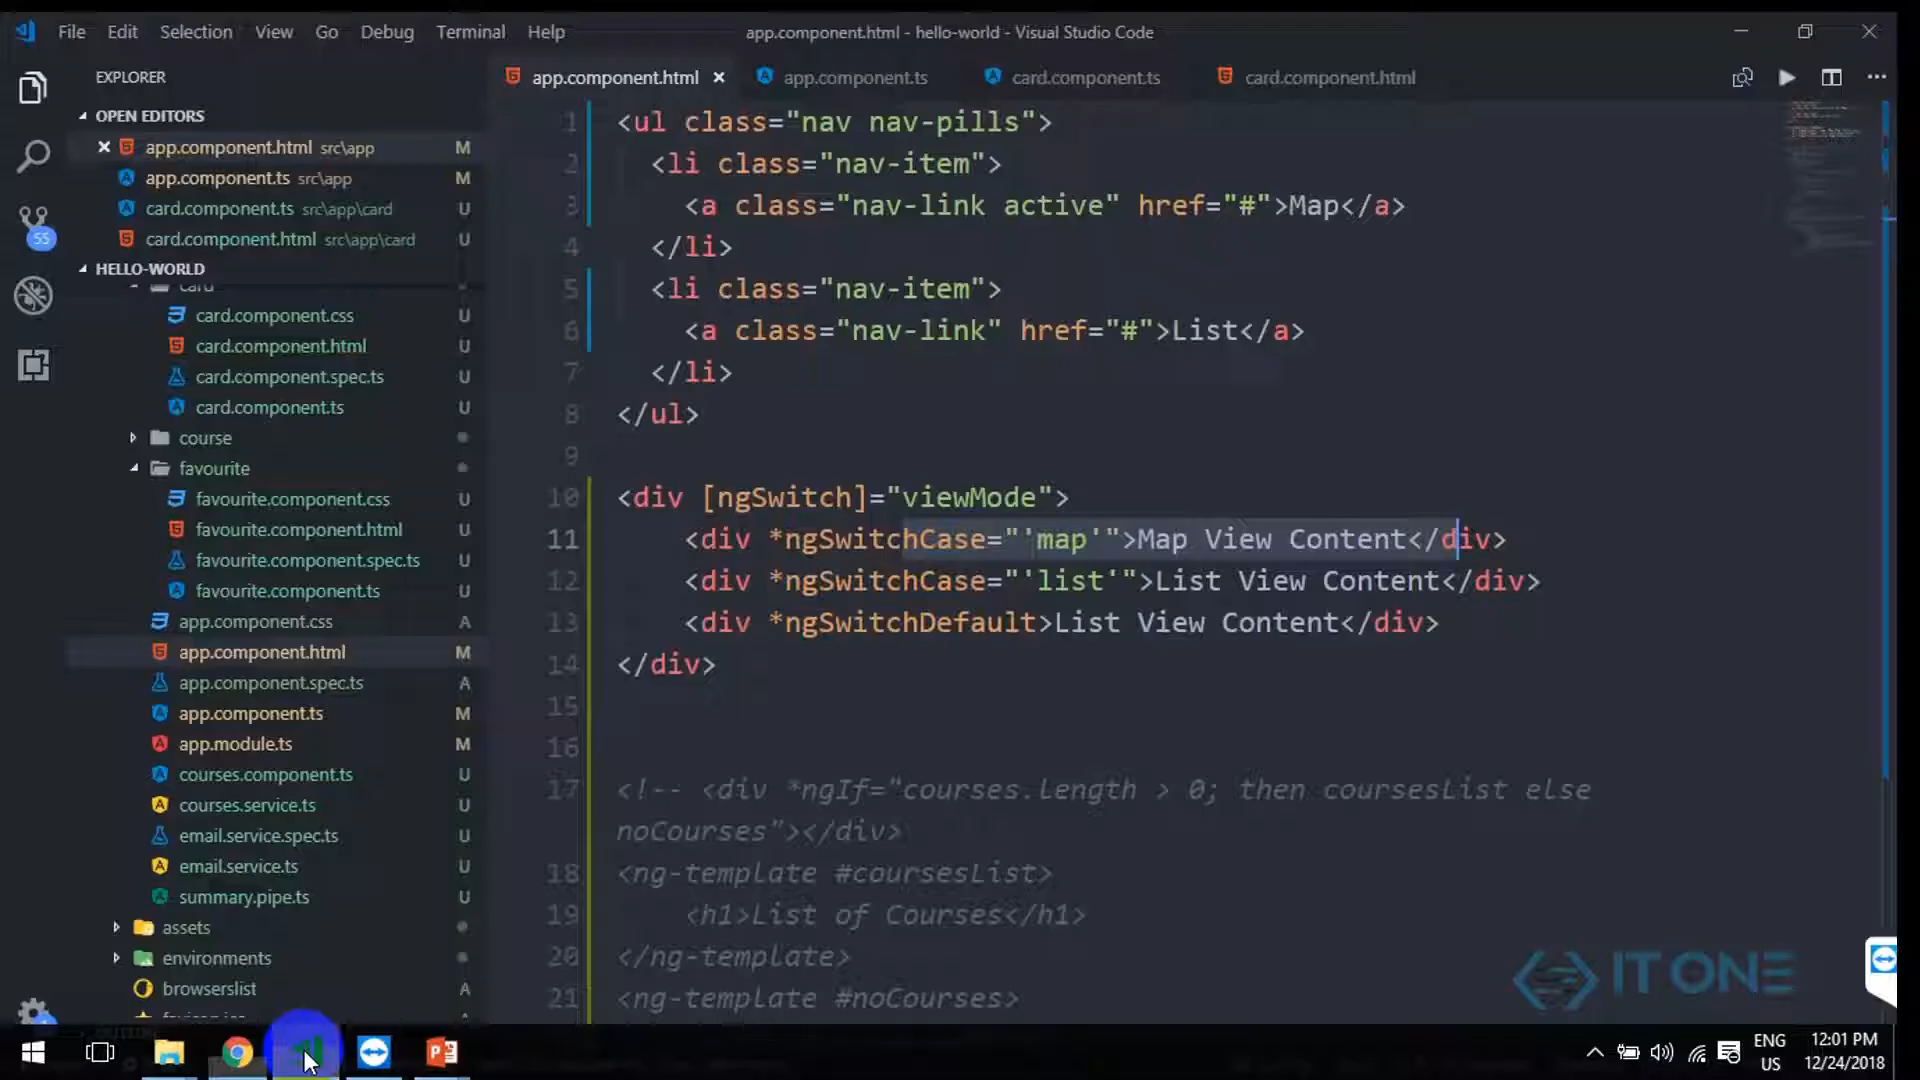 File Edit Selection View Go Debug Terminal Help
app.component.html - hello-world - Visual Studio Code
EXPLORER
OPEN EDITORS
app.component.html src\app M
app.component.ts src\app M
card.component.ts src\app\card U
card.component.html src\app\card U
HELLO-WORLD
card
card.component.css U
card.component.html U
card.component.spec.ts U
card.component.ts U
course
favourite
favourite.component.css U
favourite.component.html U
favourite.component.spec.ts U
favourite.component.ts U
app.component.css A
app.component.html M
app.component.spec.ts A
app.component.ts M
app.module.ts M
courses.component.ts U
courses.service.ts U
email.service.spec.ts U
email.service.ts U
summary.pipe.ts U
assets
environments
browserslist A
55
app.component.html app.component.ts card.component.ts card.component.html
1 <ul class="nav nav-pills">
2 <li class="nav-item">
3 <a class="nav-link active" href="#">Map</a>
4 </li>
5 <li class="nav-item">
6 <a class="nav-link" href="#">List</a>
7 </li>
8 </ul>
9
10 <div [ngSwitch]="viewMode">
11 <div *ngSwitchCase="'map'">Map View Content</div>
12 <div *ngSwitchCase="'list'">List View Content</div>
13 <div *ngSwitchDefault>List View Content</div>
14 </div>
15
16
17 <!-- <div *ngIf="courses.length > 0; then coursesList else
noCourses"></div>
18 <ng-template #coursesList>
19 <h1>List of Courses</h1>
20 </ng-template>
21 <ng-template #noCourses>
IT ONE
ENG
US
12:01 PM
12/24/2018